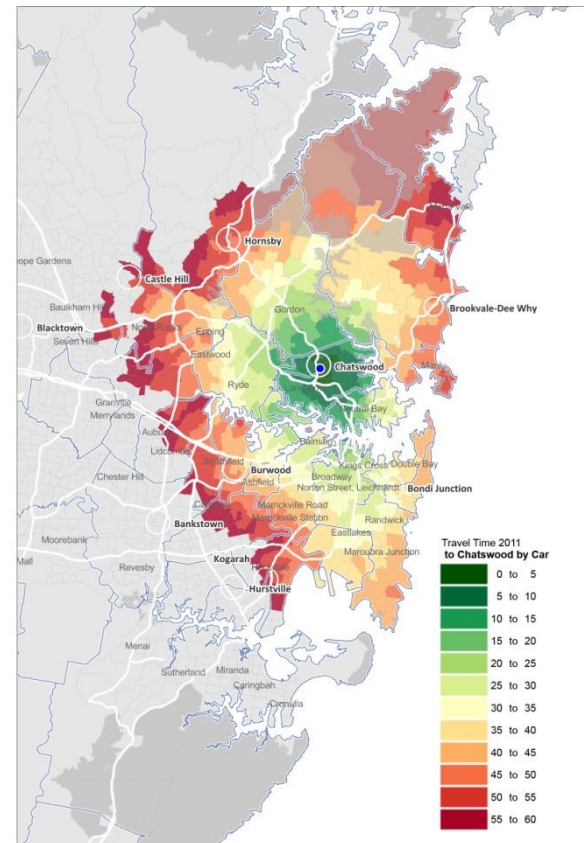 Hornsby
Castle Hill
ope Gardens
Baulkham Hill
Gordon
Brookvale-Dee Why
Blacktown
North Rocks
Epping
Seven Hills
Eastwood
Chatswood
Manly
Ryde
Granville
Merrylands
Neutral Bay
Auburn
Balmain
Lidcombe
Kings Cross
Double Bay
Burwood
Chester Hill
Ashfield
Broadway
Norton Street, Leichhardt
Bondi Junction
Marrickville Road
Bankstown
Marrickville Station
Randwick
Moorebank
Eastlakes
Mall
Maroubra Junction
Revesby
Kogarah
Hurstville
Menai
Miranda
Sutherland
Caringbah
Cronulla
Travel Time 2011
to Chatswood by Car
0 to 5
5 to 10
10 to 15
15 to 20
20 to 25
25 to 30
30 to 35
35 to 40
40 to 45
45 to 50
50 to 55
55 to 60